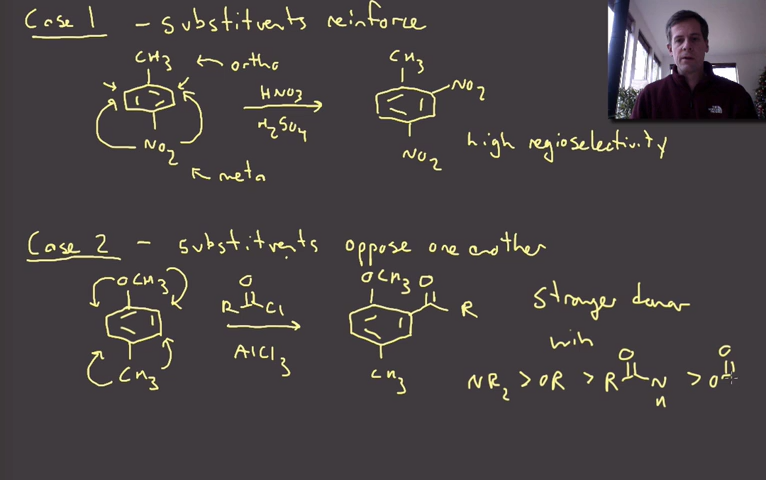 Case 1 - substituents reinforce
CH3 ← ortho
CH3
HNO3
NO2
H2SO4
NO2
NO2
high regioselectivity
← meta
Case 2 - substituents oppose one another
OCH3
O
OCH3 O
R Cl
R
Stronger donor
AlCl3
win
CH3
CH3
O
O
NR2 > OR > R N > O
H